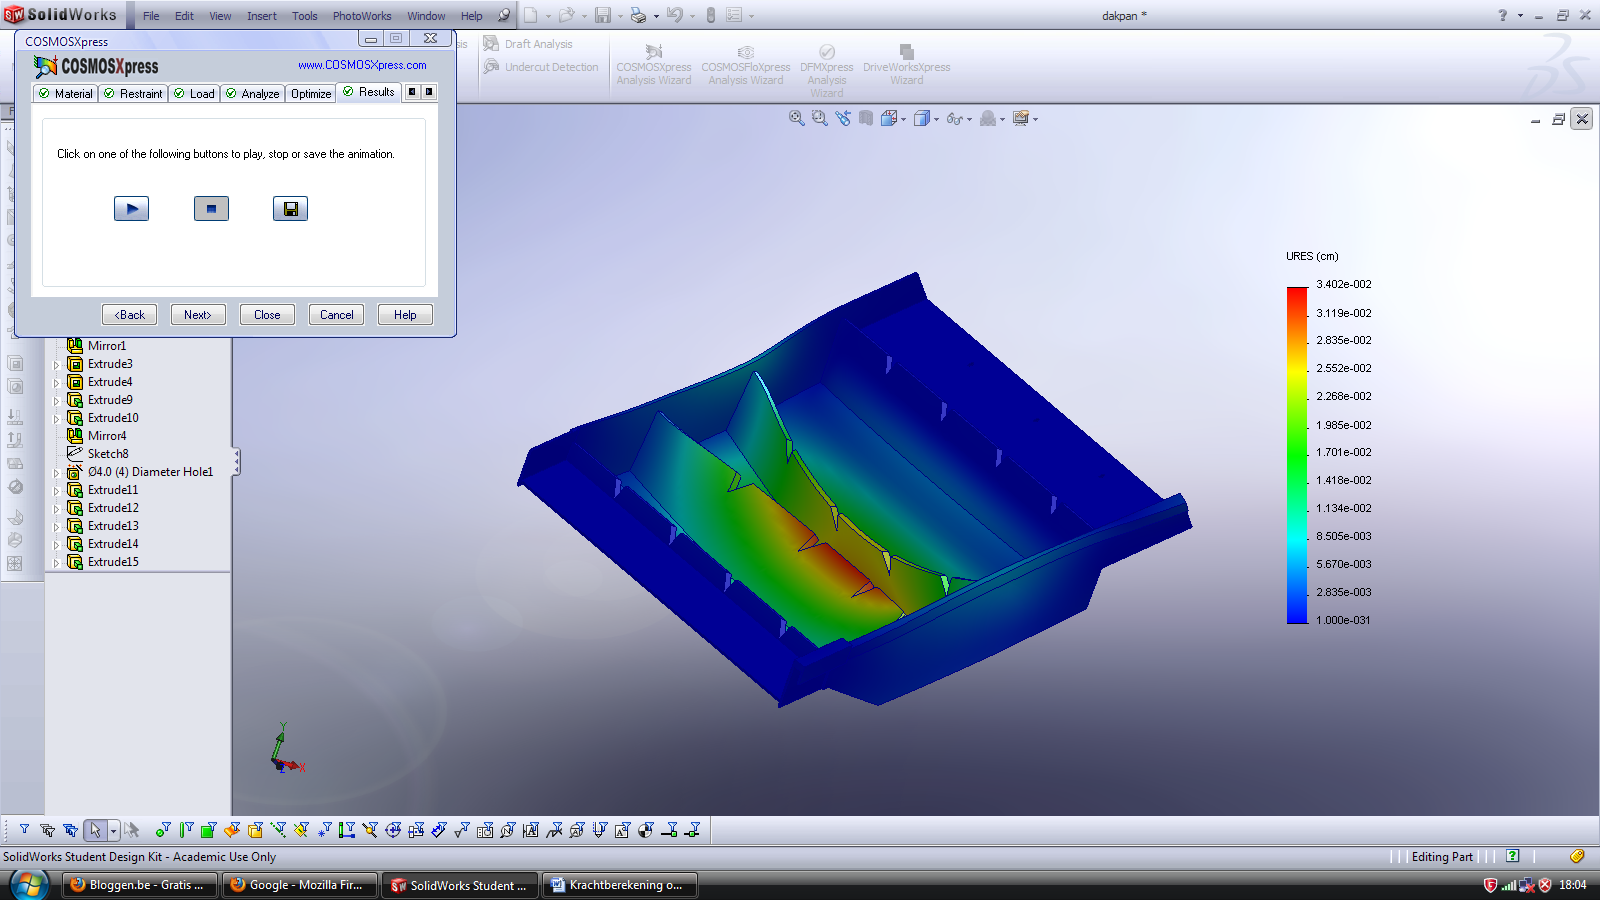 SolidWorks File Edit View Insert Tools PhotoWorks Window Help dakpan *
COSMOSXpress
COSMOSXpress www.COSMOSXpress.com
Material Restraint Load Analyze Optimize Results
Click on one of the following buttons to play, stop or save the animation.
<Back Next> Close Cancel Help
Draft Analysis
Undercut Detection
COSMOSXpress Analysis Wizard
COSMOSFloXpress Analysis Wizard
DFMXpress Analysis Wizard
DriveWorksXpress Wizard
Mirror1
Extrude3
Extrude4
Extrude9
Extrude10
Mirror4
Sketch8
Ø4.0 (4) Diameter Hole1
Extrude11
Extrude12
Extrude13
Extrude14
Extrude15
URES (cm)
3.402e-002
3.119e-002
2.835e-002
2.552e-002
2.268e-002
1.985e-002
1.701e-002
1.418e-002
1.134e-002
8.505e-003
5.670e-003
2.835e-003
1.000e-031
Y
X
Z
SolidWorks Student Design Kit - Academic Use Only Editing Part
Bloggen.be - Gratis ... Google - Mozilla Fir... SolidWorks Student ... Krachtberekening o... 18:04